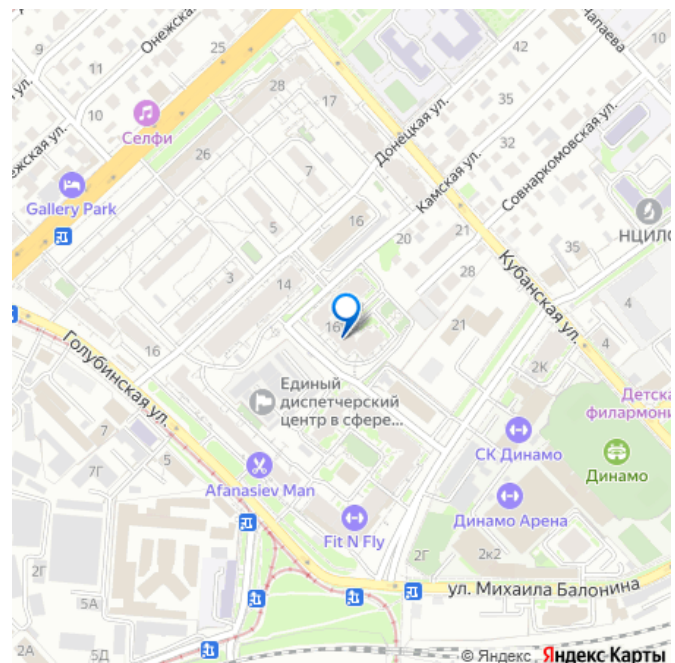 42
Чапаева
10
9
Онежская ул.
25
11
28
17
35
10
Селфи
Донецкая ул.
32
26
7
Камская ул.
Совнаркомовская ул.
Gallery Park
16
5
21
НЦИЛС
20
35
3
14
28
Кубанская ул.
4
16
21
16
Голубинская ул.
Единый
диспетчерский
центр в сфере...
2К
4
Детска
филармони
7
СК Динамо
7Г
5
Динамо
Afanasiev Man
Динамо Арена
Fit N Fly
2Г
2Г
2к2
ул. Михаила Балонина
5А
2А
5Д
© Яндекс
Яндекс Карты